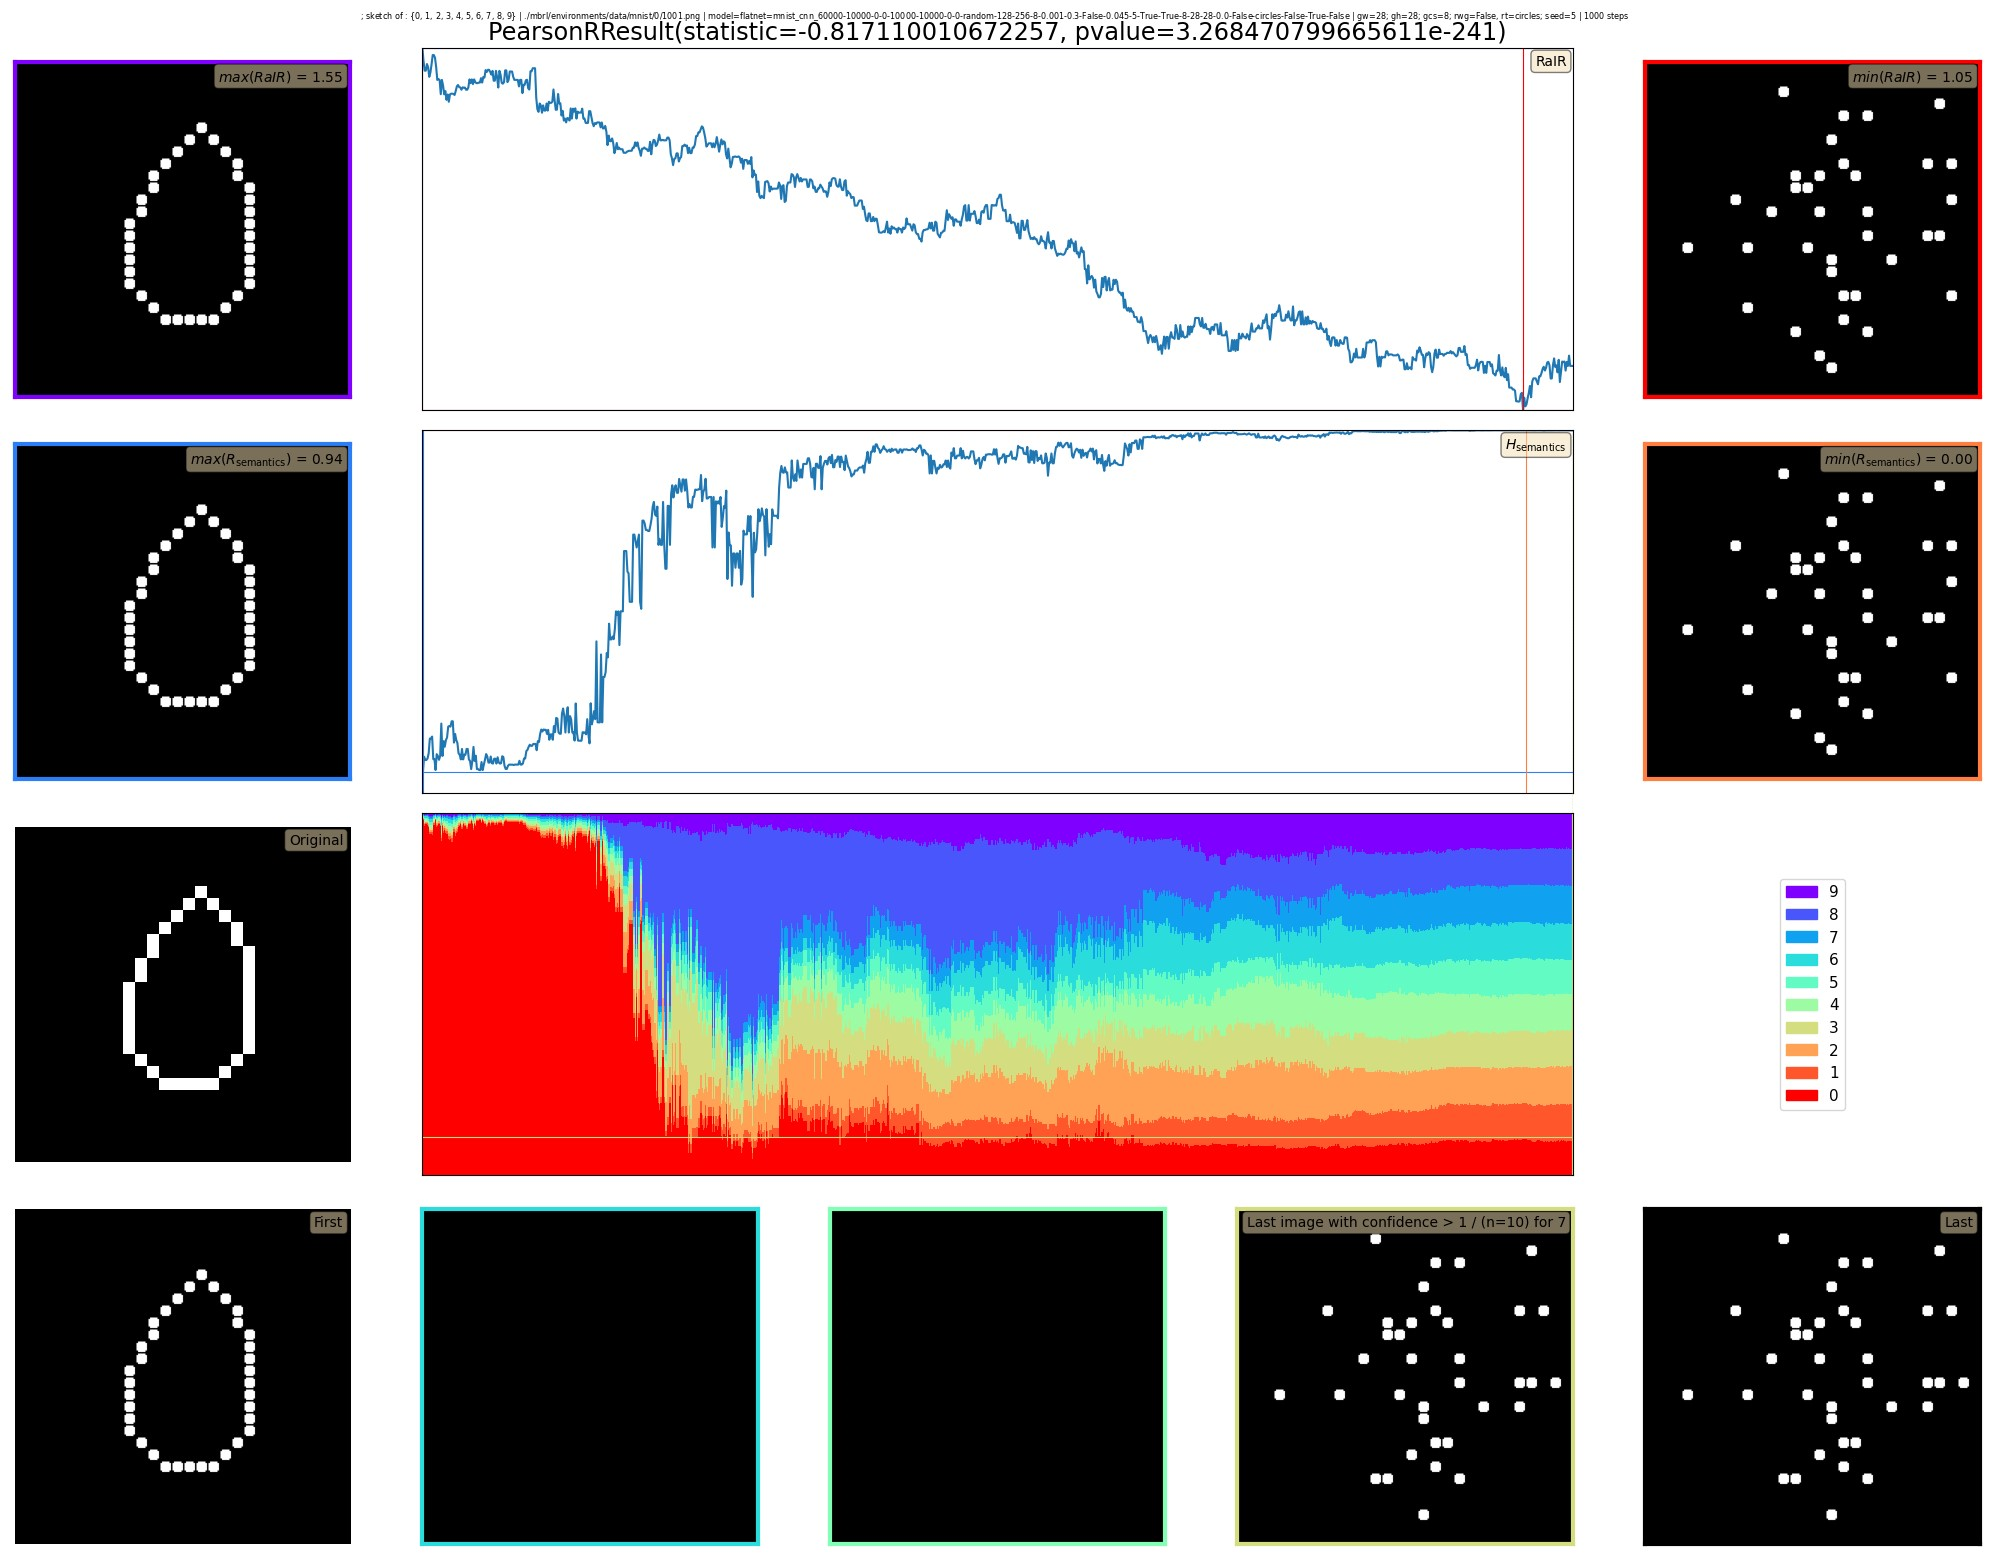 ; sketch of : {0, 1, 2, 3, 4, 5, 6, 7, 8, 9} | ./mbrl/environments/data/mnist/0/1001.png | model=flatnet=mnist_cnn_60000-10000-0-0-10000-10000-0-0-random-128-256-8-0.001-0.3-False-0.045-5-True-True-8-28-28-0.0-False-circles-False-True-False | gw=28; gh=28; gcs=8; rwg=False, rt=circles; seed=5 | 1000 steps
PearsonRResult(statistic=-0.817110010672257, pvalue=3.268470799665611e-241)
max(RaIR) = 1.55
RaIR
min(RaIR) = 1.05
max(Rsemantics) = 0.94
Hsemantics
min(Rsemantics) = 0.00
Original
9
8
7
6
5
4
3
2
1
0
First
Last image with confidence > 1 / (n=10) for 7
Last